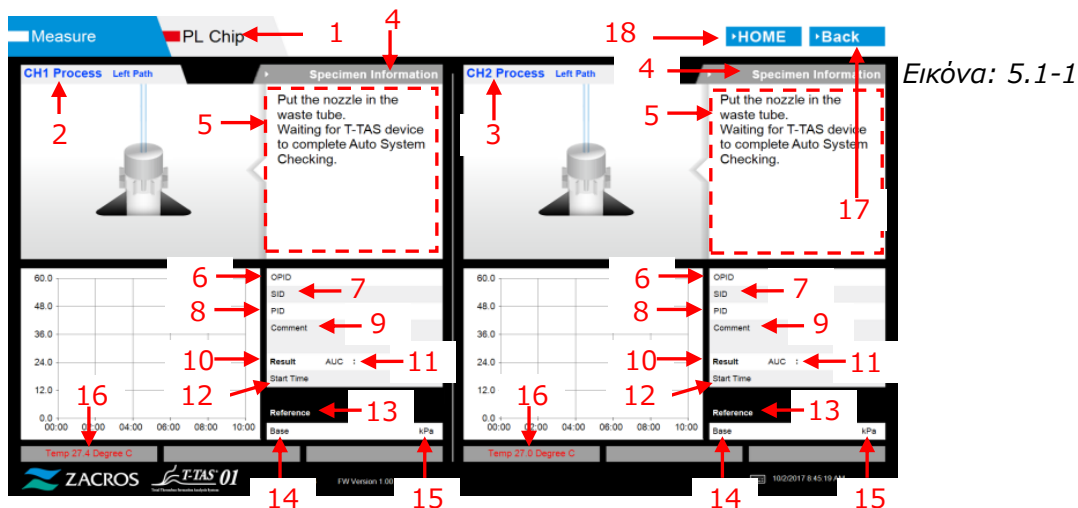 Measure
PL Chip
1
4
18
HOME
Back
CH1 Process Left Path
Specimen Information
CH2 Process Left Path
4
Specimen Information
Εικόνα: 5.1-1
2
5
Put the nozzle in the
waste tube.
Waiting for T-TAS device
to complete Auto System
Checking.
3
5
Put the nozzle in the
waste tube.
Waiting for T-TAS device
to complete Auto System
Checking.
17
60.0
48.0
36.0
24.0
12.0
0.0
00:00 02:00 04:00 06:00 08:00 10:00
6
OPID
SID
7
8
PID
Comment
9
10
Result AUC :
11
12
Start Time
16
Reference
13
Base kPa
60.0
48.0
36.0
24.0
12.0
0.0
00:00 02:00 04:00 06:00 08:00 10:00
6
OPID
SID
7
8
PID
Comment
9
10
Result AUC :
11
12
Start Time
16
Reference
13
Base kPa
Temp 27.4 Degree C
Temp 27.0 Degree C
ZACROS
T-TAS 01
Total Thrombus-formation Analysis System
FW Version 1.00
14
15
14
10/2/2017 8:45:19 AM
15